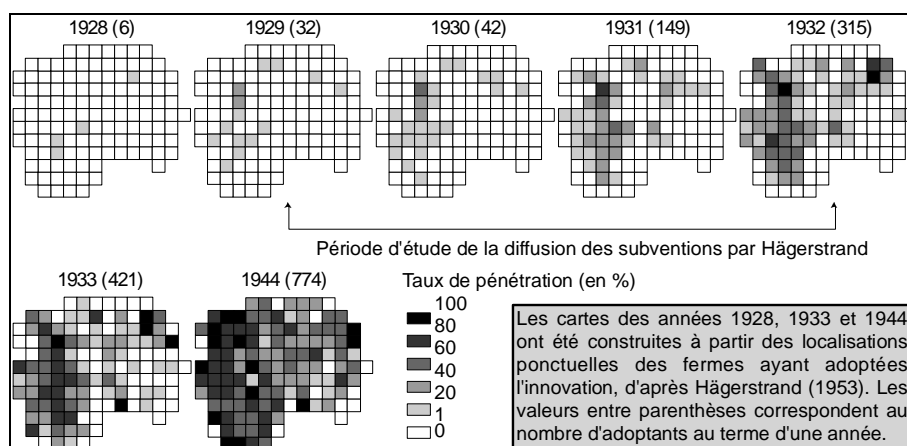 1928 (6)
1929 (32)
1930 (42)
1931 (149)
1932 (315)
Période d'étude de la diffusion des subventions par Hägerstrand
1933 (421)
1944 (774)
Taux de pénétration (en %)
100
80
60
40
20
1
0
Les cartes des années 1928, 1933 et 1944
ont été construites à partir des localisations
ponctuelles des fermes ayant adoptées
l'innovation, d'après Hägerstrand (1953). Les
valeurs entre parenthèses correspondent au
nombre d'adoptants au terme d'une année.